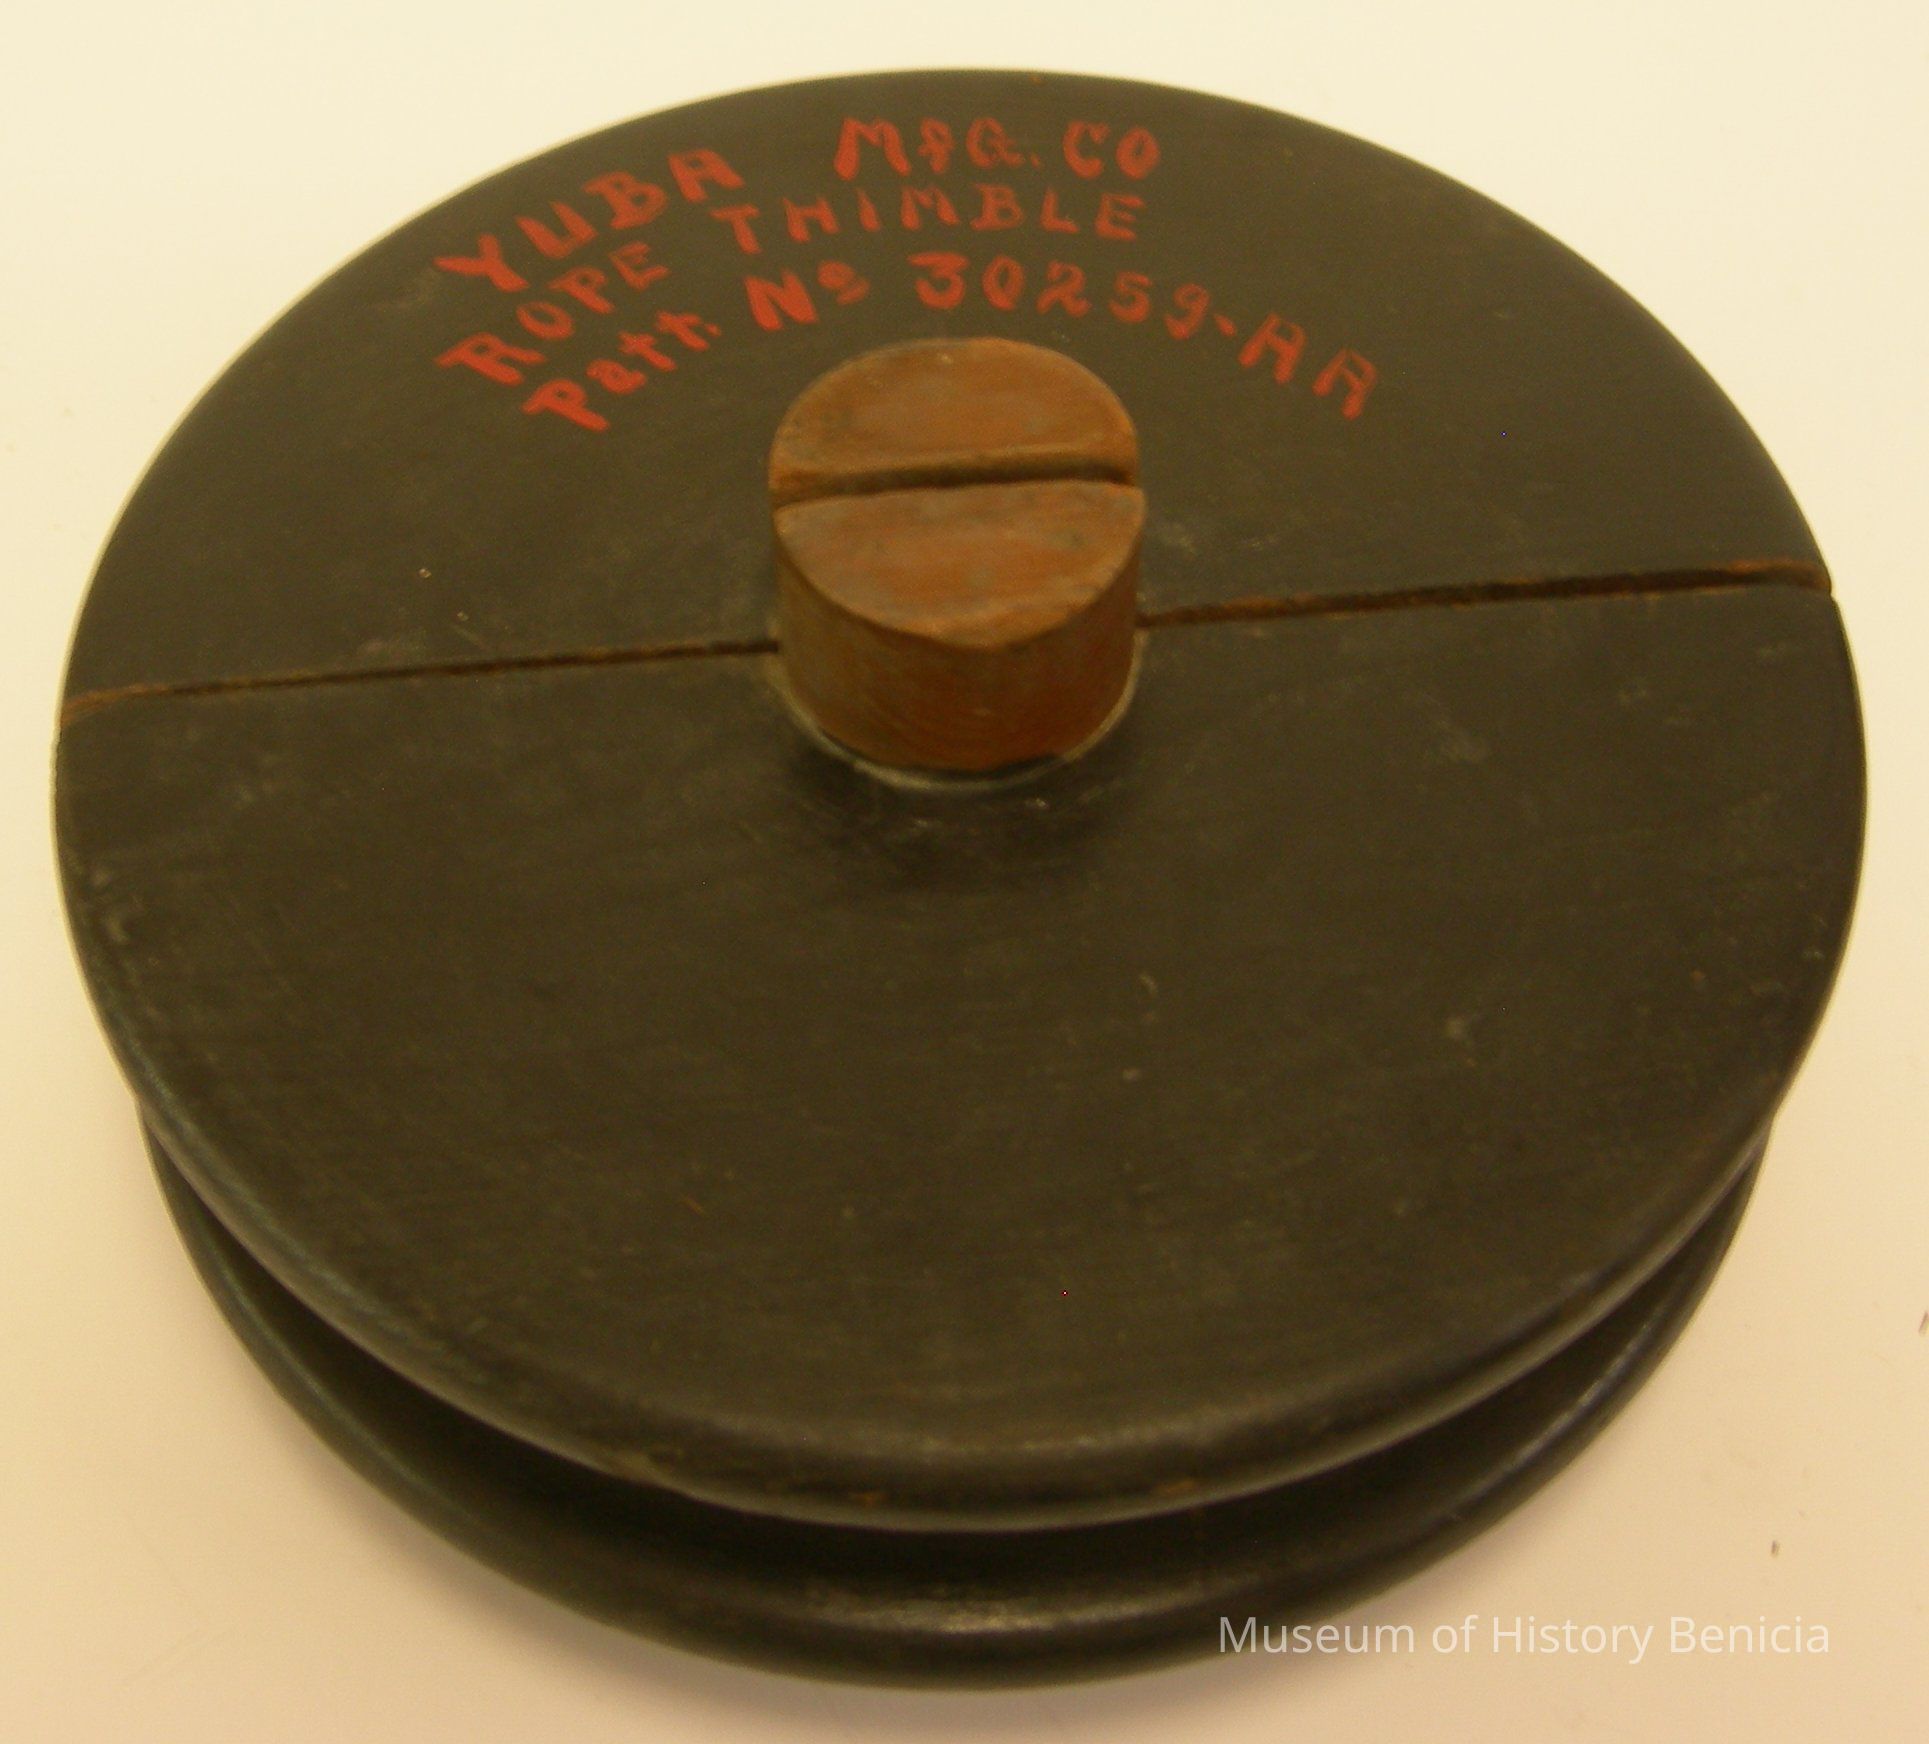 YUBA MfG. CO
ROPE THIMBLE
Patt. No 30259-AA
Museum of History Benicia